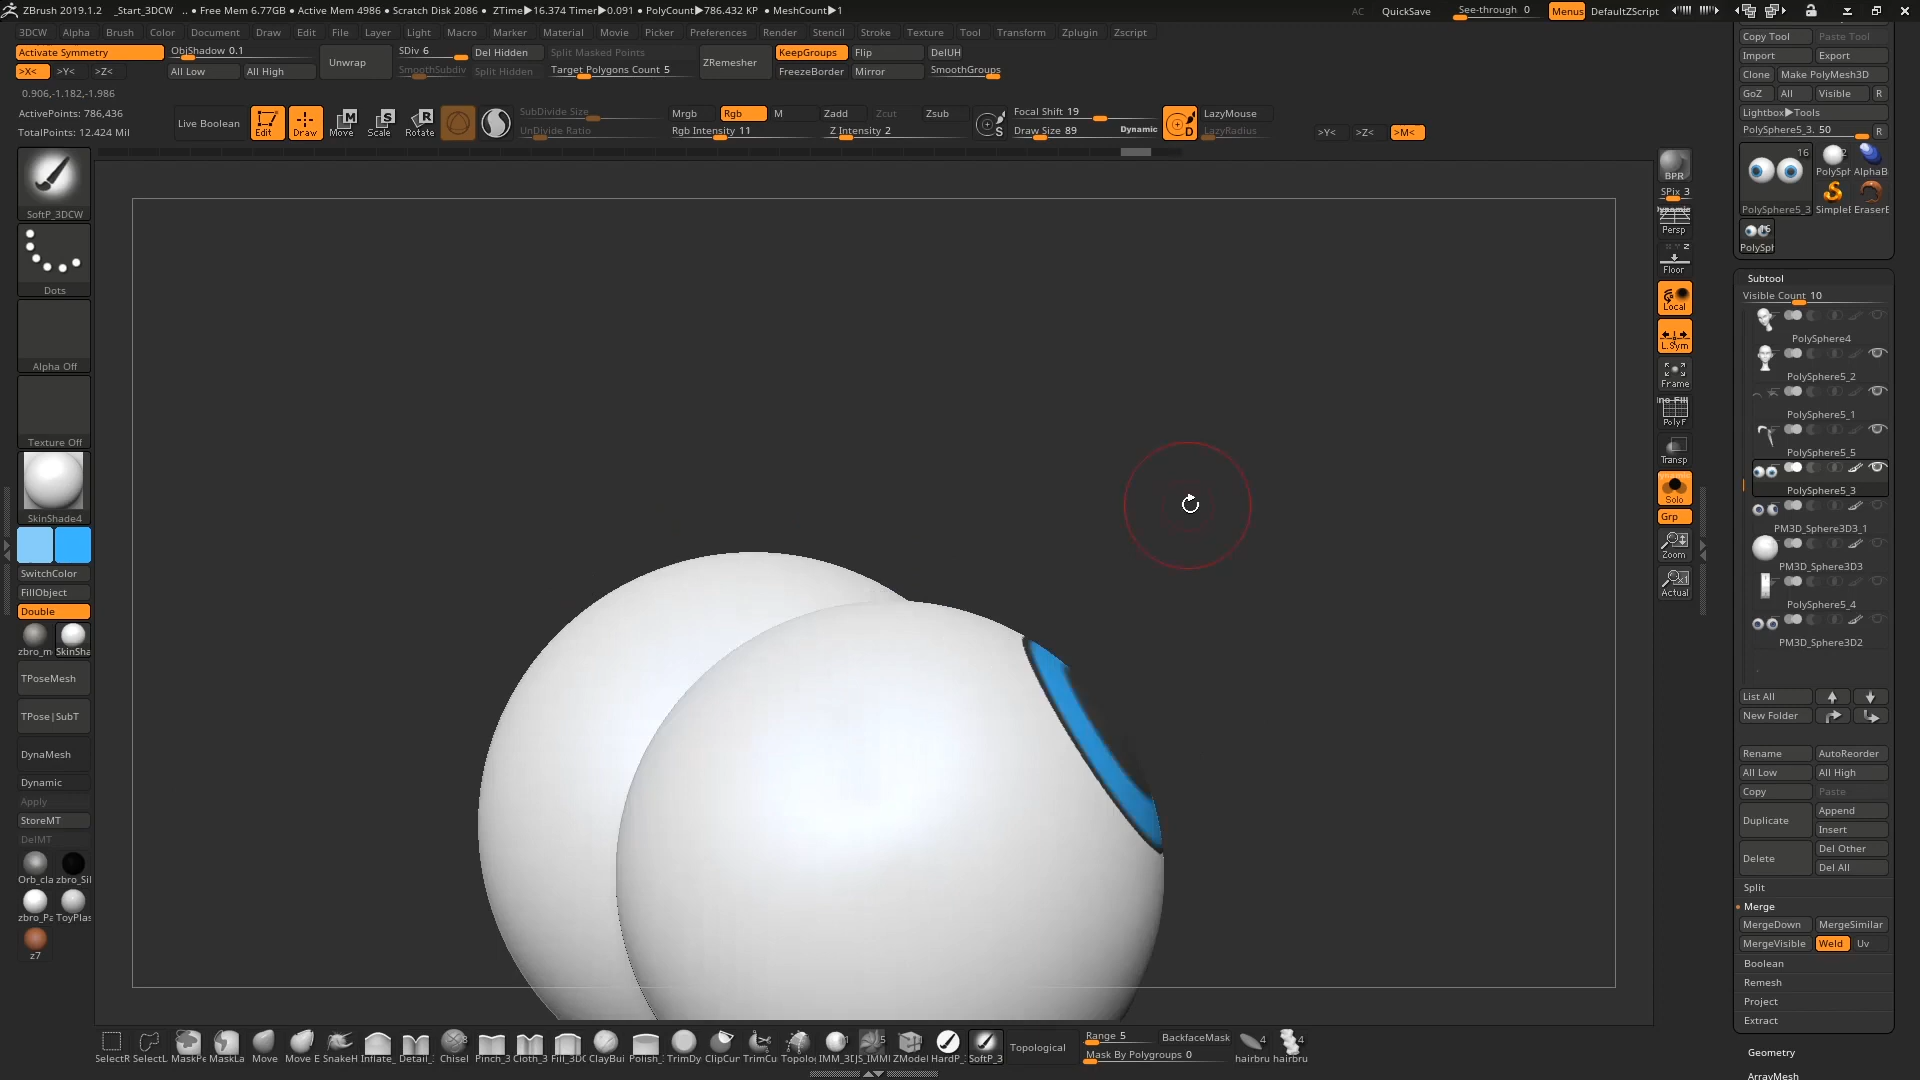 ZBrush 2019.1.2 _Start_3DCW .. ● Free Mem 6.77GB ● Active Mem 4986 ● Scratch Disk 2086 ● ZTime▶16.374 Timer▶0.091 ● PolyCount▶786.432 KP ● MeshCount▶1 AC QuickSave See-through 0 Menus DefaultZScript
3DCW Alpha Brush Color Document Draw Edit File Layer Light Macro Marker Material Movie Picker Preferences Render Stencil Stroke Texture Tool Transform Zplugin Zscript
Activate Symmetry ObjShadow 0.1 Unwrap SDiv 6 Del Hidden Split Masked Points ZRemesher KeepGroups Flip DelUH
>X< >Y< >Z< All Low All High SmoothSubdiv Split Hidden Target Polygons Count 5 FreezeBorder Mirror SmoothGroups
0.906,-1.182,-1.986
ActivePoints: 786,436
TotalPoints: 12.424 Mil
Live Boolean Edit Draw Move Scale Rotate SubDivide Size UnDivide Ratio
Mrgb Rgb M Zadd Zcut Zsub Focal Shift 19 LazyMouse
Rgb Intensity 11 Z Intensity 2 Draw Size 89 Dynamic LazyRadius >Y< >Z< >M<
SoftP_3DCW
Dots
Alpha Off
Texture Off
SkinShade4
SwitchColor
FillObject
Double
zbro_m SkinSha
TPoseMesh
TPose|SubT
DynaMesh
Dynamic
Apply
StoreMT
DelMT
Orb_cla zbro_Sil
zbro_Pa ToyPlas
z7
BPR
SPix 3
Dynamic
Persp
Floor
Local
L.Sym
Frame
PolyF
Transp
Solo
Grp
Zoom
Actual
Copy Tool Paste Tool
Import Export
Clone Make PolyMesh3D
GoZ All Visible R
Lightbox▶Tools
PolySphere5_3. 50 R
16
PolySphere5_3 PolySph AlphaB
SimpleB EraserB
16
PolySph
Subtool
Visible Count 10
PolySphere4
PolySphere5_2
PolySphere5_1
PolySphere5_5
PolySphere5_3
PM3D_Sphere3D3_1
PM3D_Sphere3D3
PolySphere5_4
PM3D_Sphere3D2
List All
New Folder
Rename AutoReorder
All Low All High
Copy Paste
Duplicate Append
Insert
Delete Del Other
Del All
Split
Merge
MergeDown MergeSimilar
MergeVisible Weld Uv
Boolean
Remesh
Project
Extract
Geometry
ArrayMesh
SelectR SelectL MaskPe MaskLa Move Move E SnakeH Inflate_ Detail_ Chisel Pinch_3 Cloth_3 Fill_3DC ClayBui Polish_ TrimDy ClipCur TrimCu Topolo IMM_3D JS_IMM ZModel HardP_ SoftP_3 Topological
Range 5 BackfaceMask
Mask By Polygroups 0 hairbru hairbru